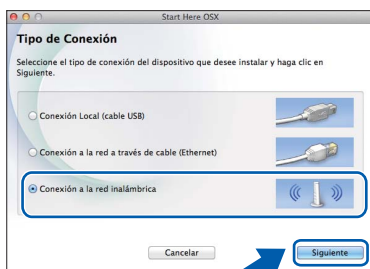 Start Here OSX
Tipo de Conexión
Seleccione el tipo de conexión del dispositivo que desee instalar y haga clic en
Siguiente.
Conexión Local (cable USB)
Conexión a la red a través de cable (Ethernet)
Conexión a la red inalámbrica
Cancelar
Siguiente